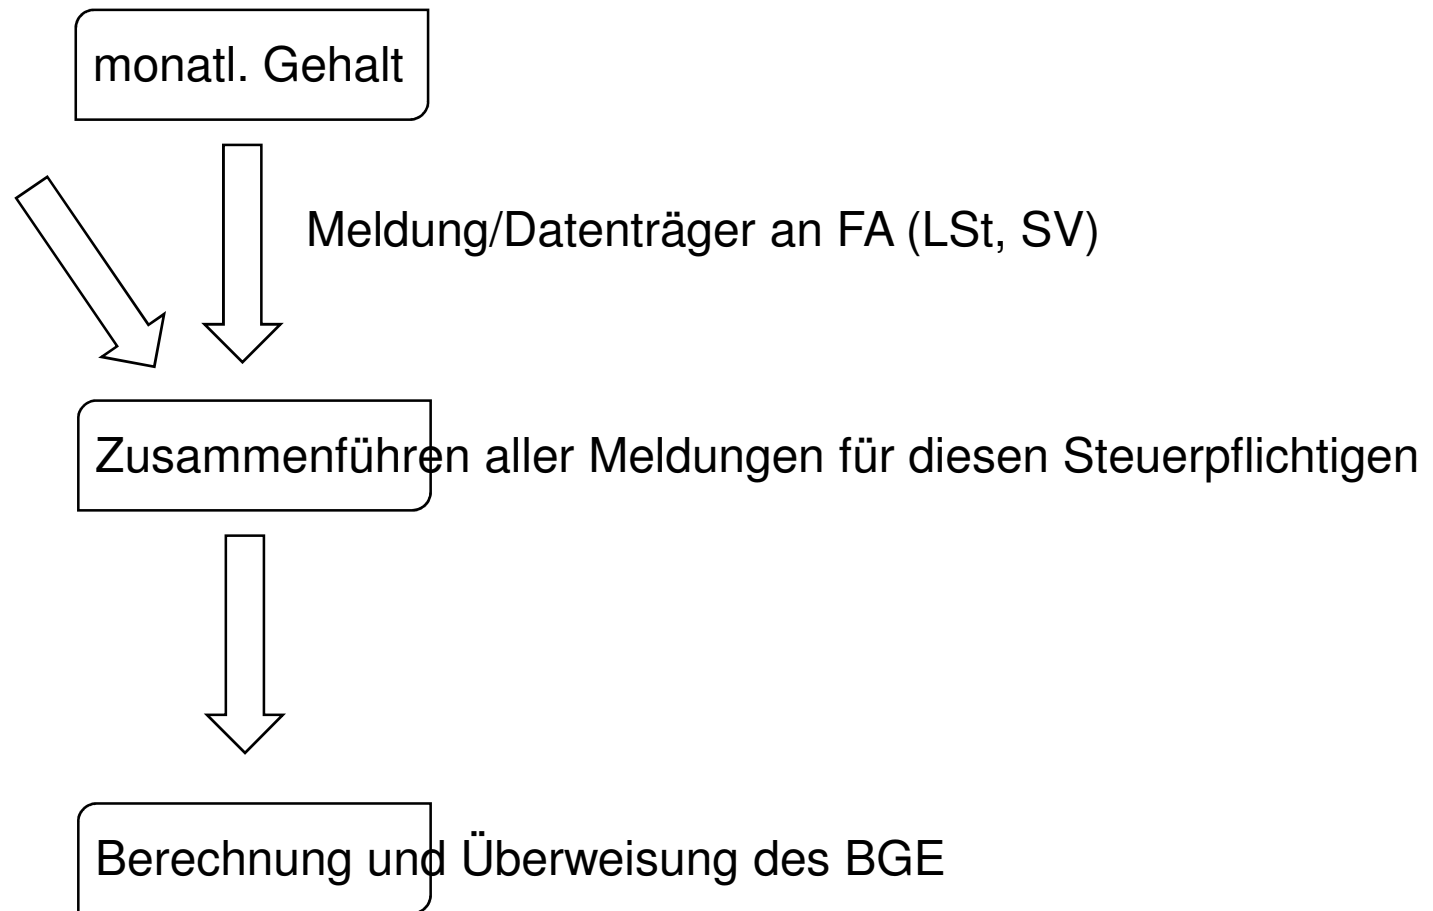 monatl. Gehalt
Meldung/Datenträger an FA (LSt, SV)
Zusammenführen aller Meldungen für diesen Steuerpflichtigen
Berechnung und Überweisung des BGE